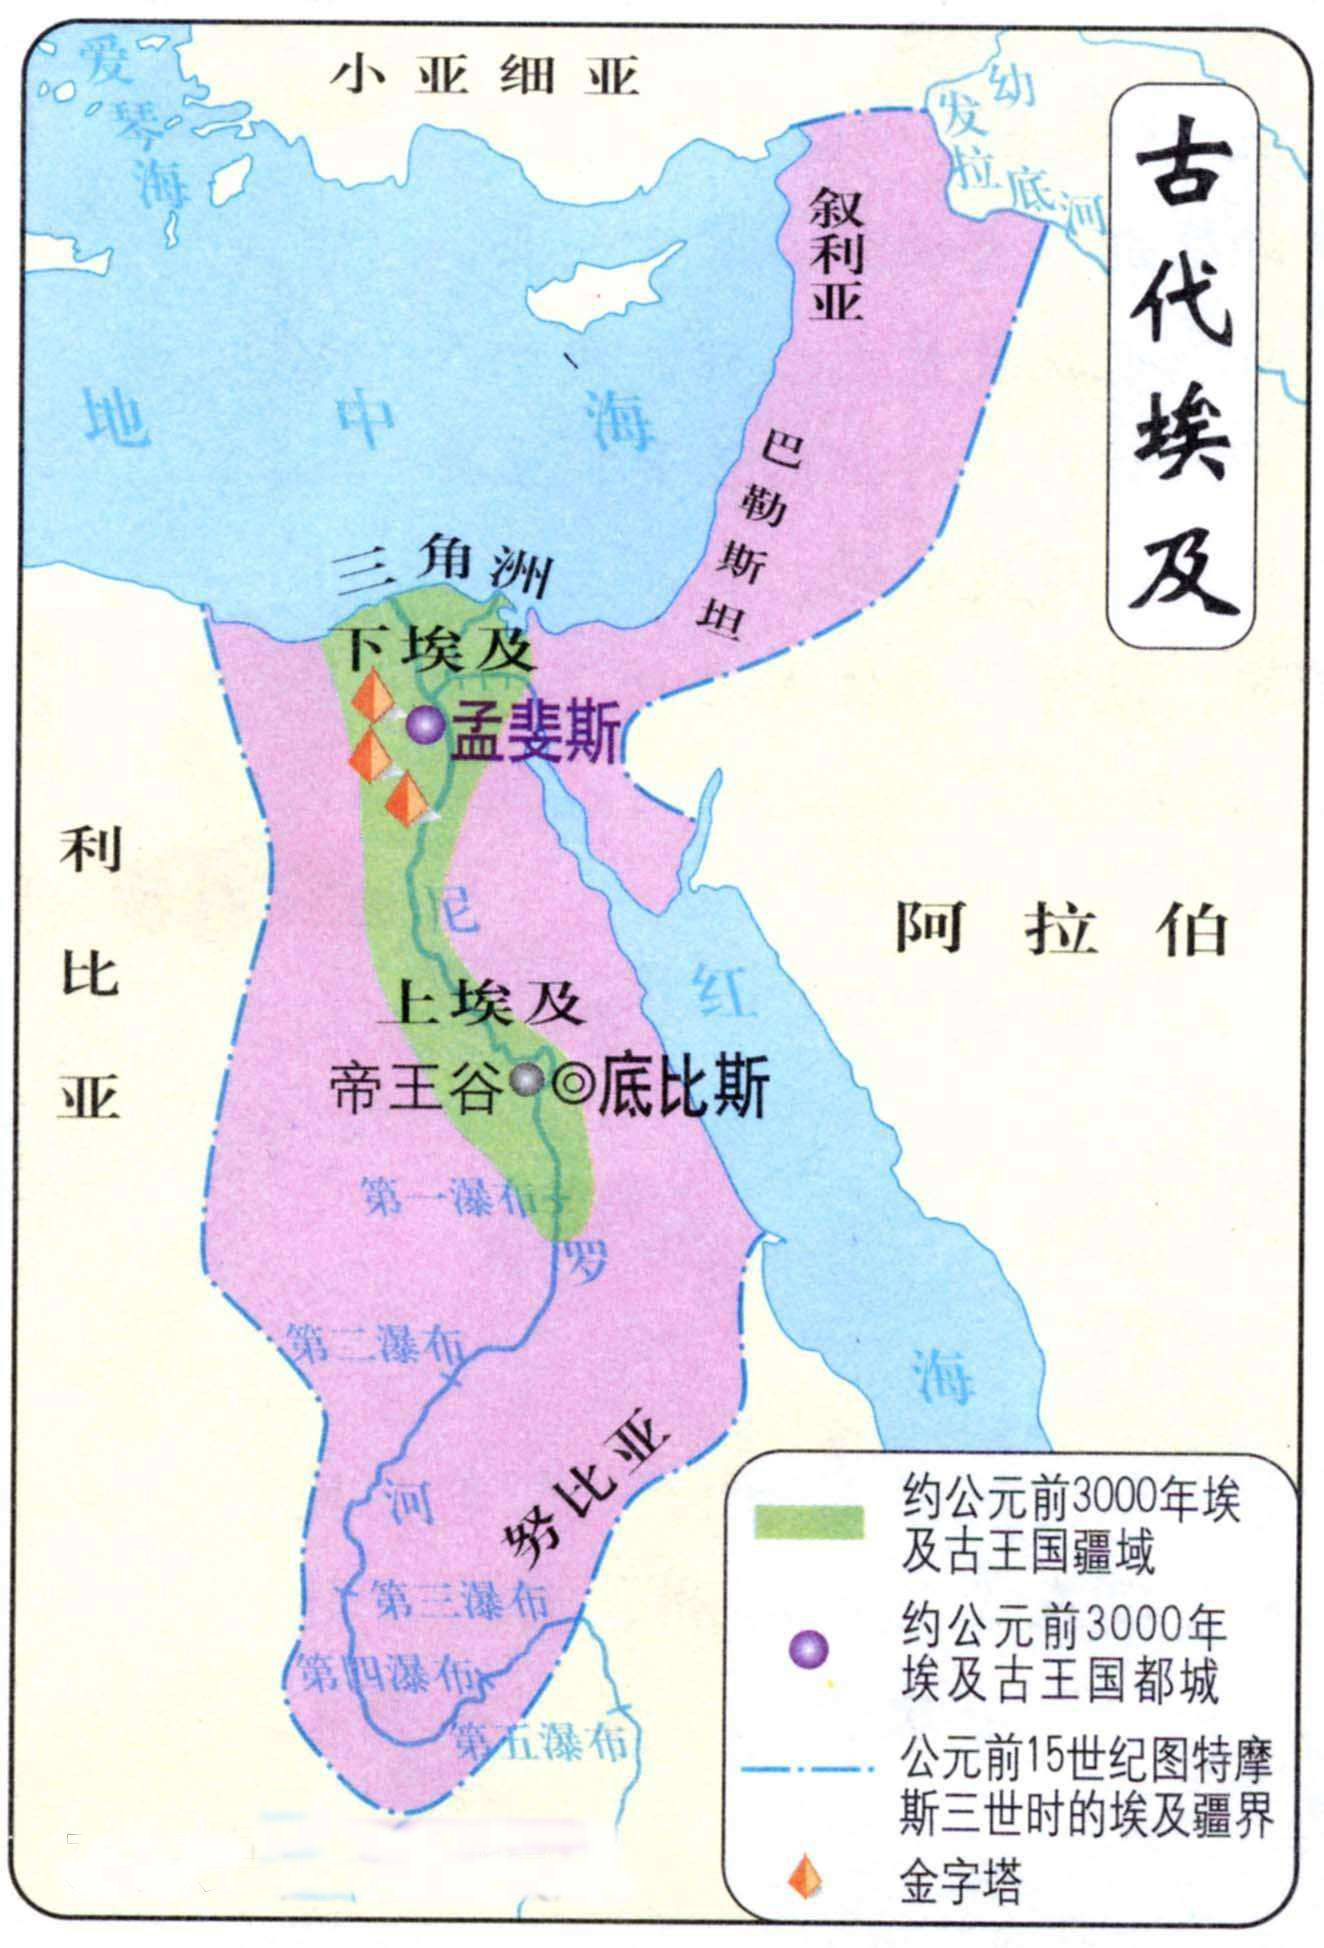 古代埃及
小亚细亚
爱琴海
幼发拉底河
叙利亚
地中海
巴勒斯坦
三角洲
下埃及
孟斐斯
利比亚
尼罗河
阿拉伯
红海
上埃及
帝王谷
底比斯
第一瀑布
第二瀑布
努比亚
第三瀑布
第四瀑布
第五瀑布
约公元前3000年埃
及古王国疆域
约公元前3000年
埃及古王国都城
公元前15世纪图特摩
斯三世时的埃及疆界
金字塔